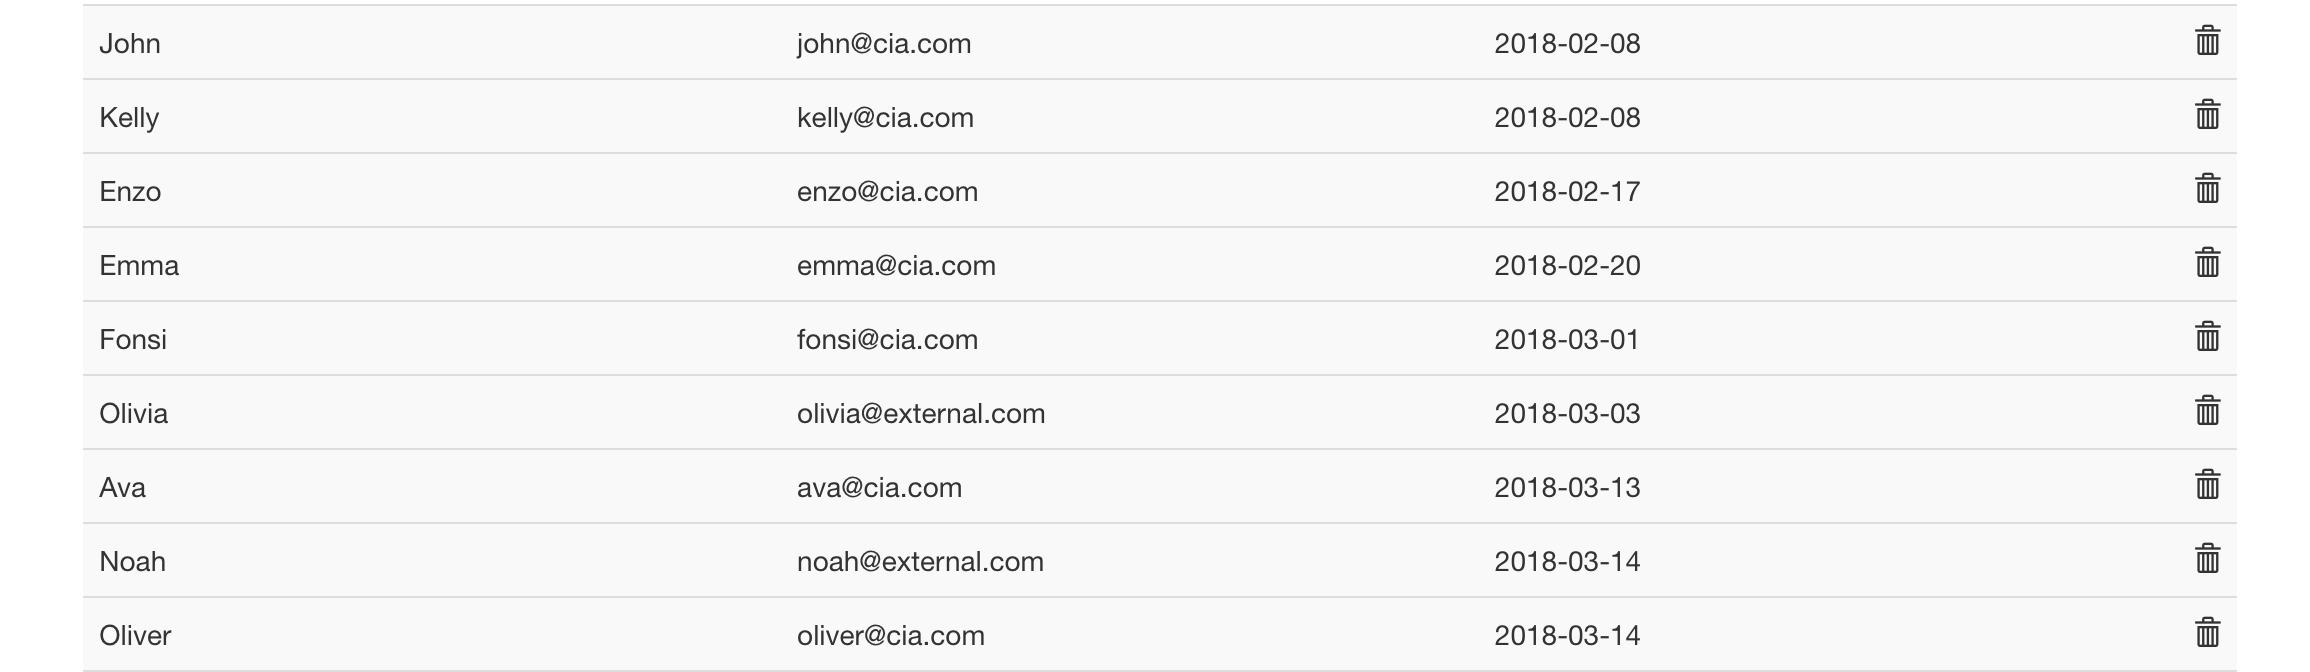 John john@cia.com 2018-02-08
Kelly kelly@cia.com 2018-02-08
Enzo enzo@cia.com 2018-02-17
Emma emma@cia.com 2018-02-20
Fonsi fonsi@cia.com 2018-03-01
Olivia olivia@external.com 2018-03-03
Ava ava@cia.com 2018-03-13
Noah noah@external.com 2018-03-14
Oliver oliver@cia.com 2018-03-14